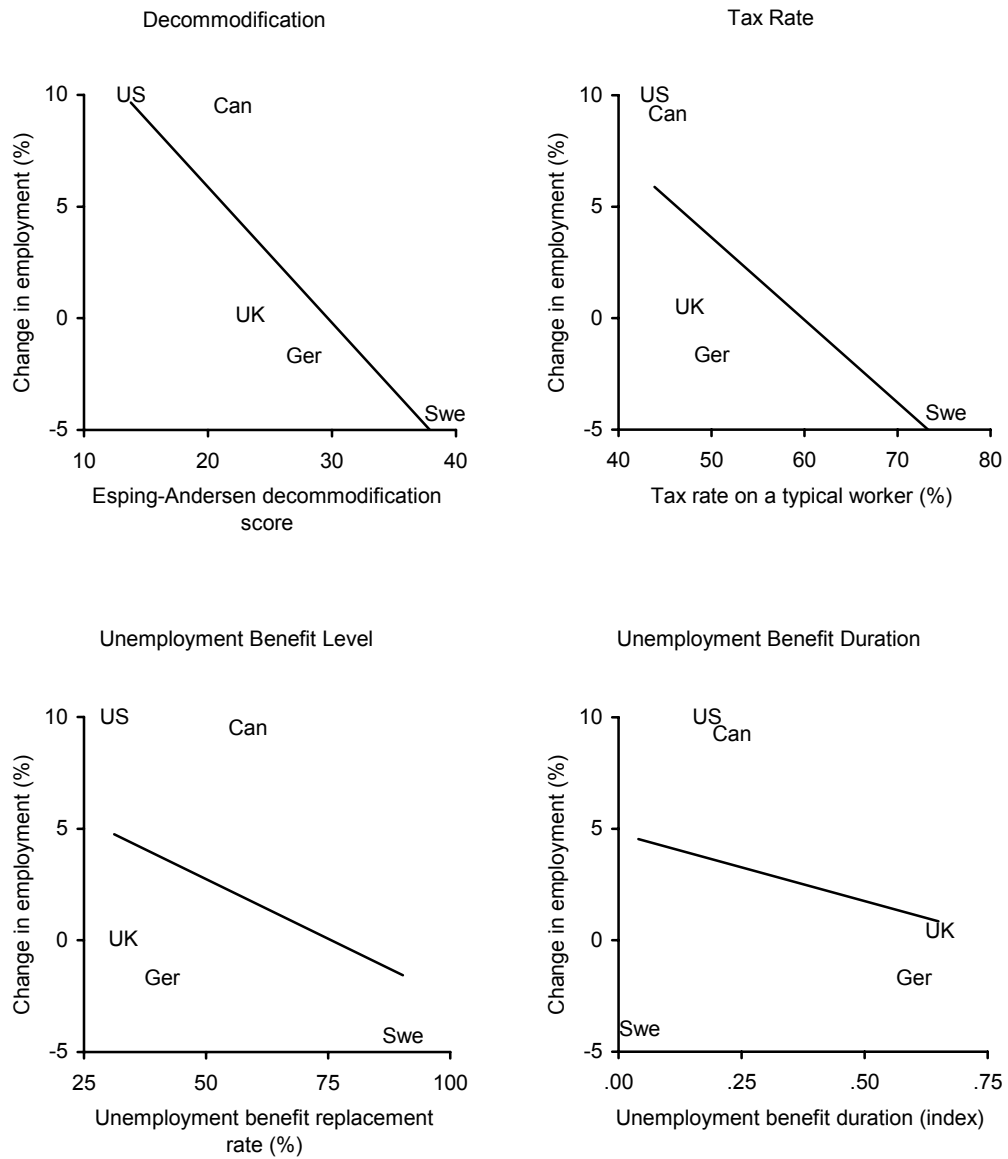 Decommodification
Change in employment (%)
10
5
0
-5
US
Can
UK
Ger
Swe
10
20
30
40
Esping-Andersen decommodification
score
Tax Rate
Change in employment (%)
10
5
0
-5
US
Can
UK
Ger
Swe
40
50
60
70
80
Tax rate on a typical worker (%)
Unemployment Benefit Level
Change in employment (%)
10
5
0
-5
US
Can
UK
Ger
Swe
25
50
75
100
Unemployment benefit replacement
rate (%)
Unemployment Benefit Duration
Change in employment (%)
10
5
0
-5
US
Can
UK
Ger
Swe
.00
.25
.50
.75
Unemployment benefit duration (index)